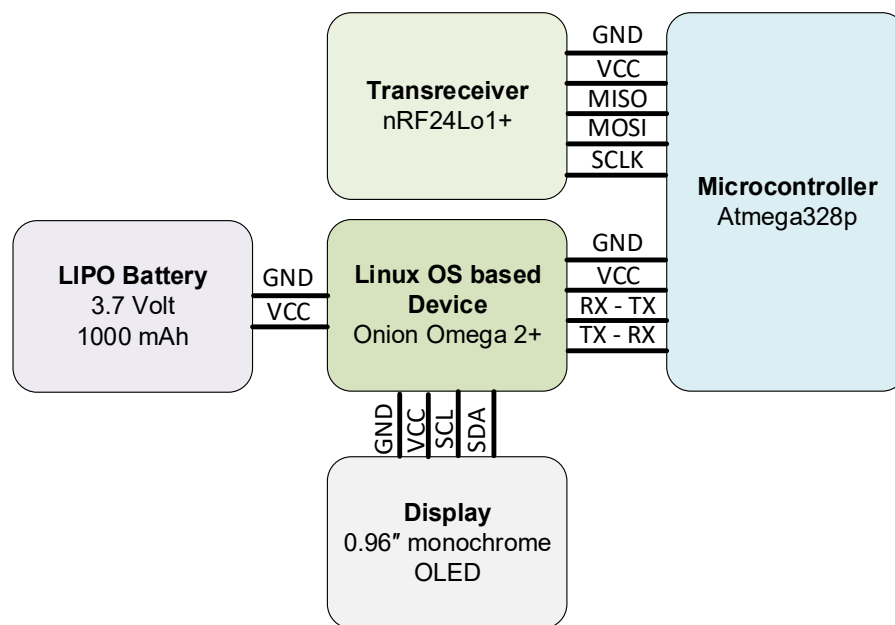 Transreceiver
nRF24Lo1+
GND
VCC
MISO
MOSI
SCLK
Microcontroller
Atmega328p
LIPO Battery
3.7 Volt
1000 mAh
GND
VCC
Linux OS based
Device
Onion Omega 2+
GND
VCC
RX - TX
TX - RX
GND
VCC
SCL
SDA
Display
0.96″ monochrome
OLED